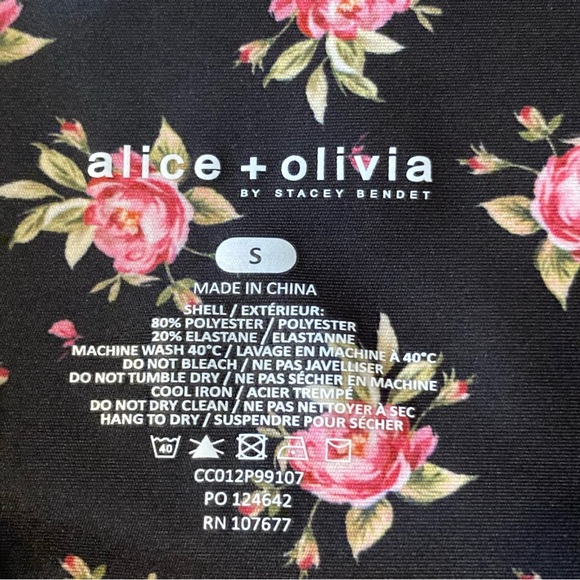 alice + olivia
BY STACEY BENDET
S
MADE IN CHINA
SHELL / EXTÉRIEUR:
80% POLYESTER / POLYESTER
20% ELASTANE / ELASTANNE
MACHINE WASH 40°C / LAVAGE EN MACHINE À 40°C
DO NOT BLEACH / NE PAS JAVELLISER
DO NOT TUMBLE DRY / NE PAS SÉCHER EN MACHINE
COOL IRON / ACIER TREMPÉ
DO NOT DRY CLEAN / NE PAS NETTOYER À SEC
HANG TO DRY / SUSPENDRE POUR SÉCHER
40
CC012P99107
PO 124642
RN 107677